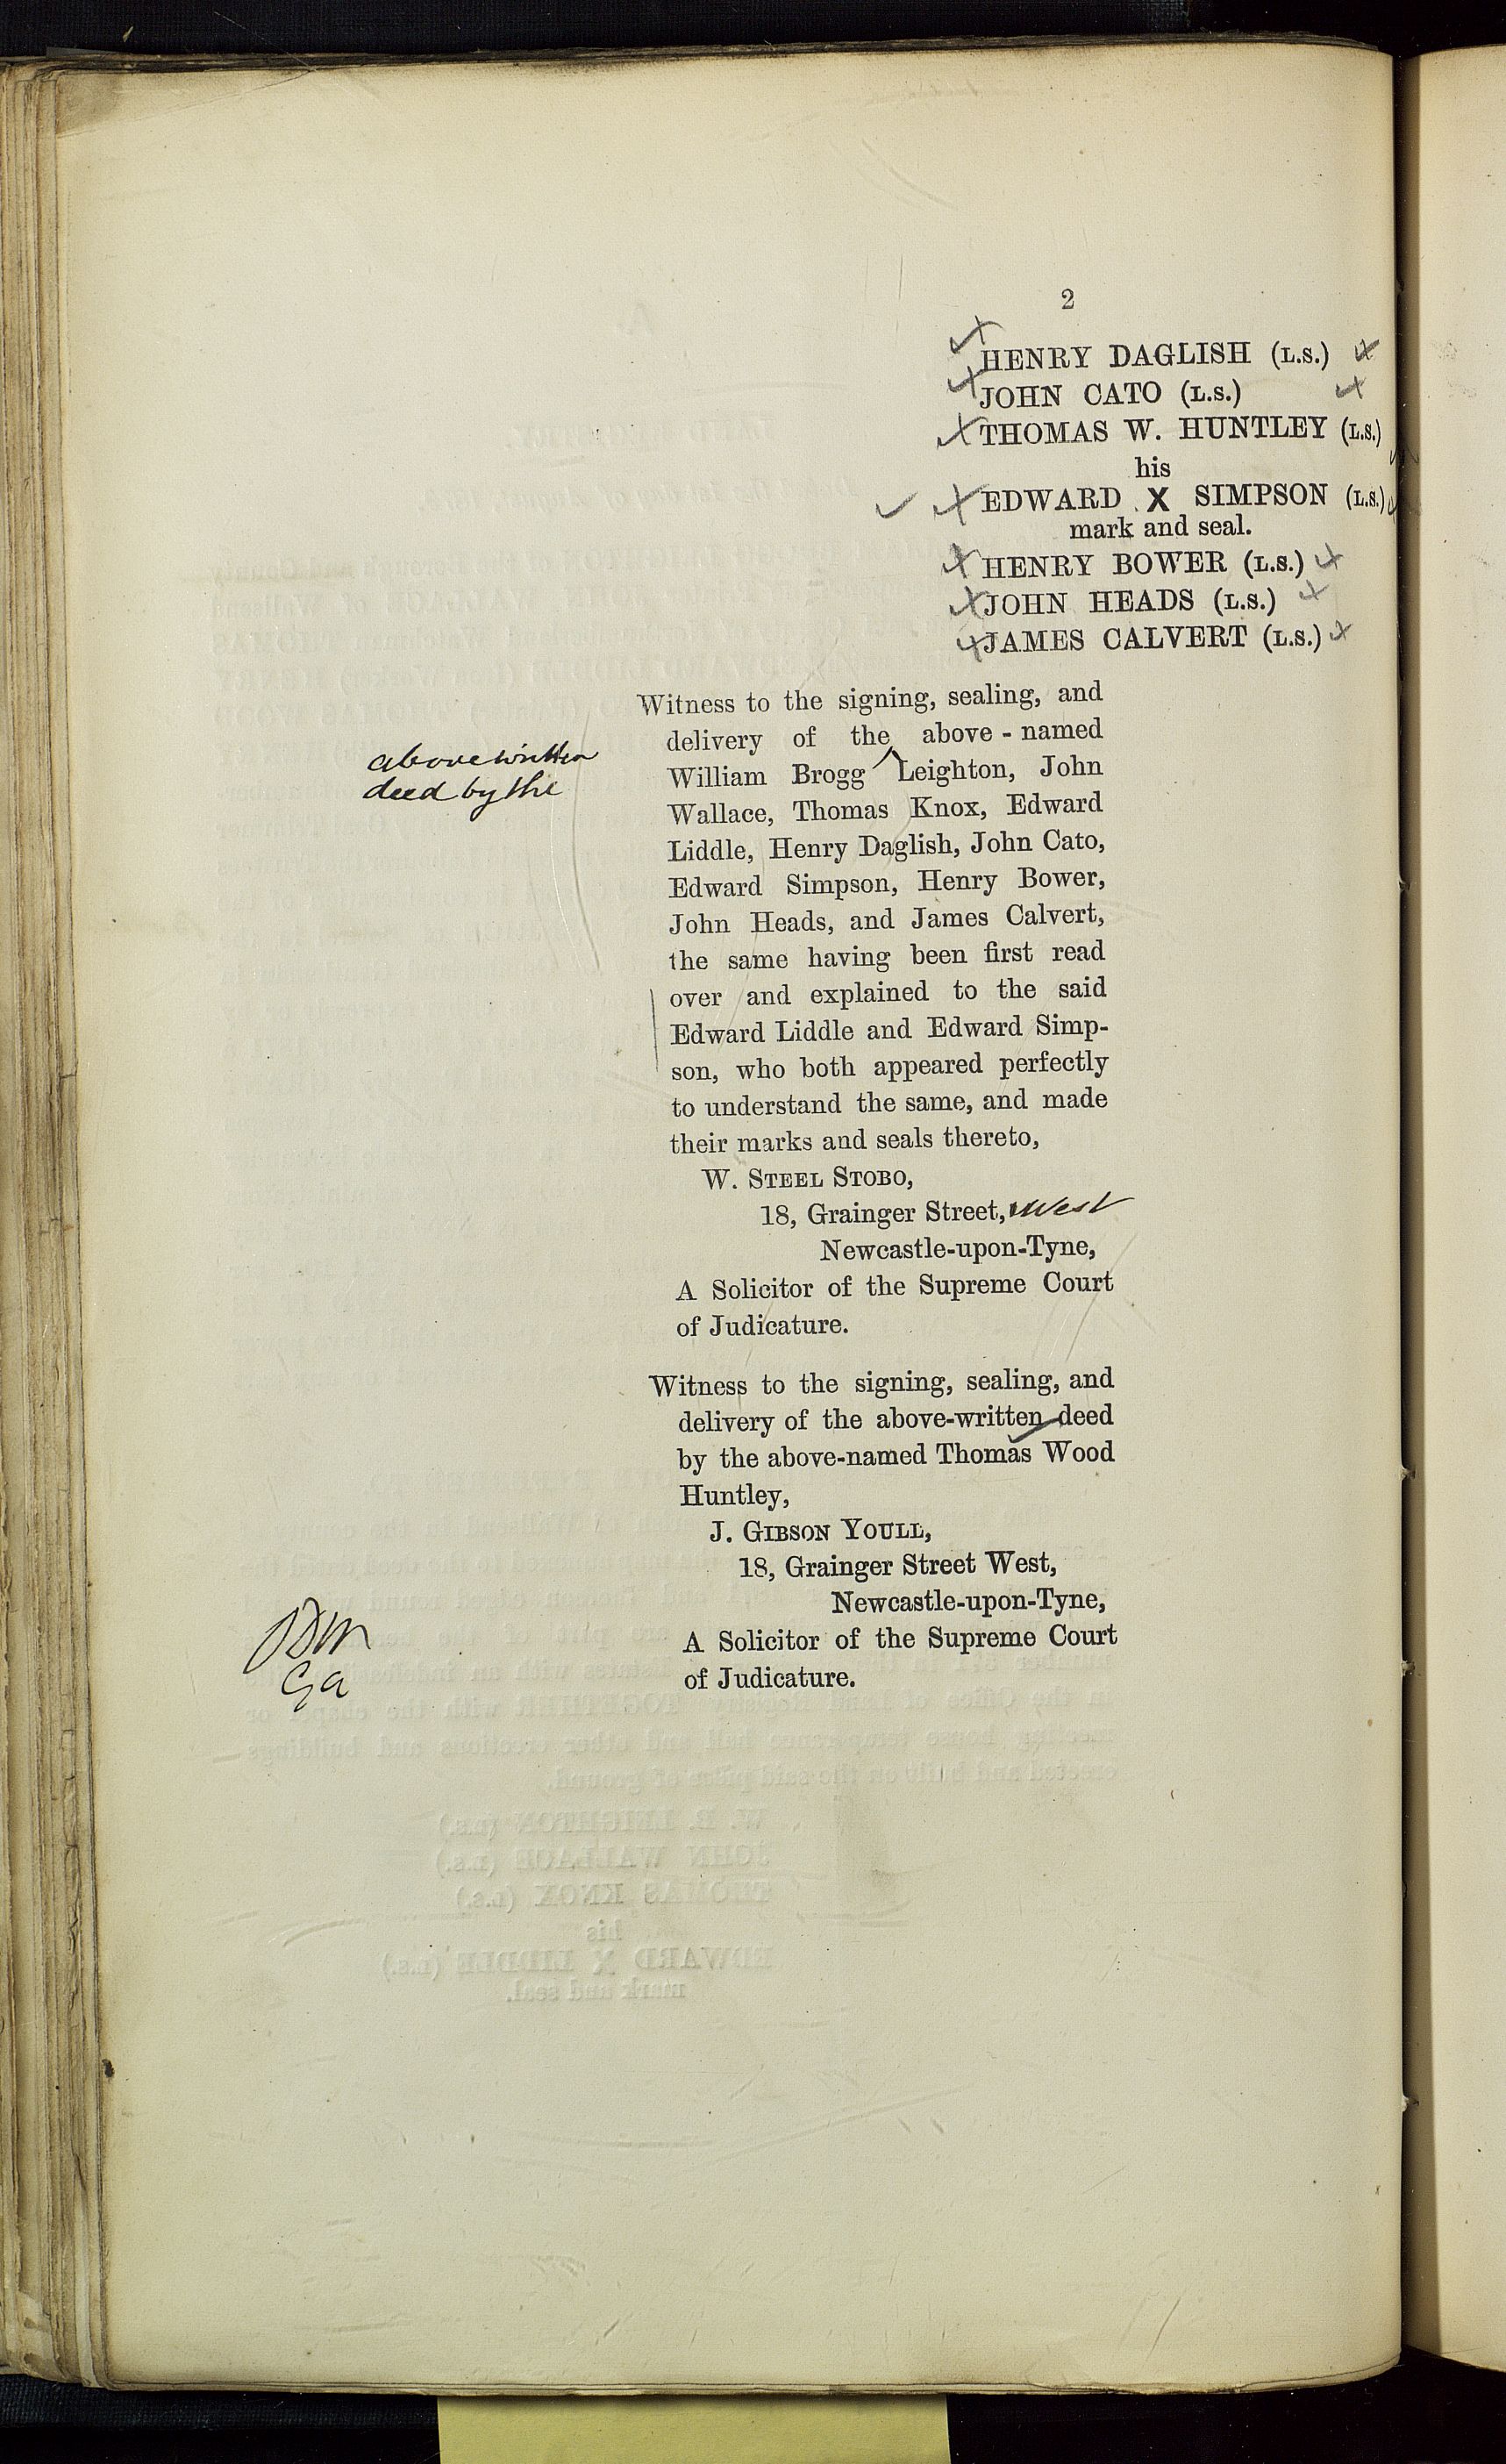 2
HENRY DAGLISH (L.S.)
JOHN CATO (L.S.)
THOMAS W. HUNTLEY (L.S.)
his
EDWARD X SIMPSON (L.S.)
mark and seal.
HENRY BOWER (L.S.)
JOHN HEADS (L.S.)
JAMES CALVERT (L.S.)
Witness to the signing, sealing, and
delivery of the above-named
above written
deed by the
William Brogg Leighton, John
Wallace, Thomas Knox, Edward
Liddle, Henry Daglish, John Cato,
Edward Simpson, Henry Bower,
John Heads, and James Calvert,
the same having been first read
over and explained to the said
Edward Liddle and Edward Simp-
son, who both appeared perfectly
to understand the same, and made
their marks and seals thereto,
W. STEEL STOBO,
18, Grainger Street, West
Newcastle-upon-Tyne,
A Solicitor of the Supreme Court
of Judicature.
Witness to the signing, sealing, and
delivery of the above-written deed
by the above-named Thomas Wood
Huntley,
J. GIBSON YOULL,
18, Grainger Street West,
Newcastle-upon-Tyne,
A Solicitor of the Supreme Court
of Judicature.